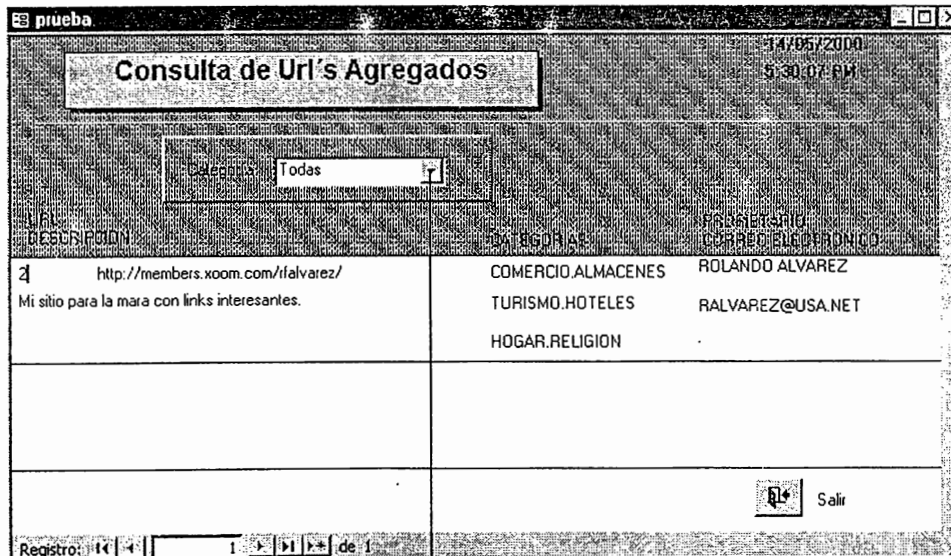 prueba
14/05/2000
Consulta de Url´s Agregados
5:30:07 PM
Categoria: Todas
URL PROPIETARIO
DESCRIPCION CATEGORIAS CORREO ELECTRONICO
2 http://members.xoom.com/rlalvarez/ COMERCIO.ALMACENES ROLANDO ALVAREZ
Mi sitio para la mara con links interesantes. TURISMO.HOTELES RALVAREZ@USA.NET
HOGAR.RELIGION
Salir
Registro: 1 de 1